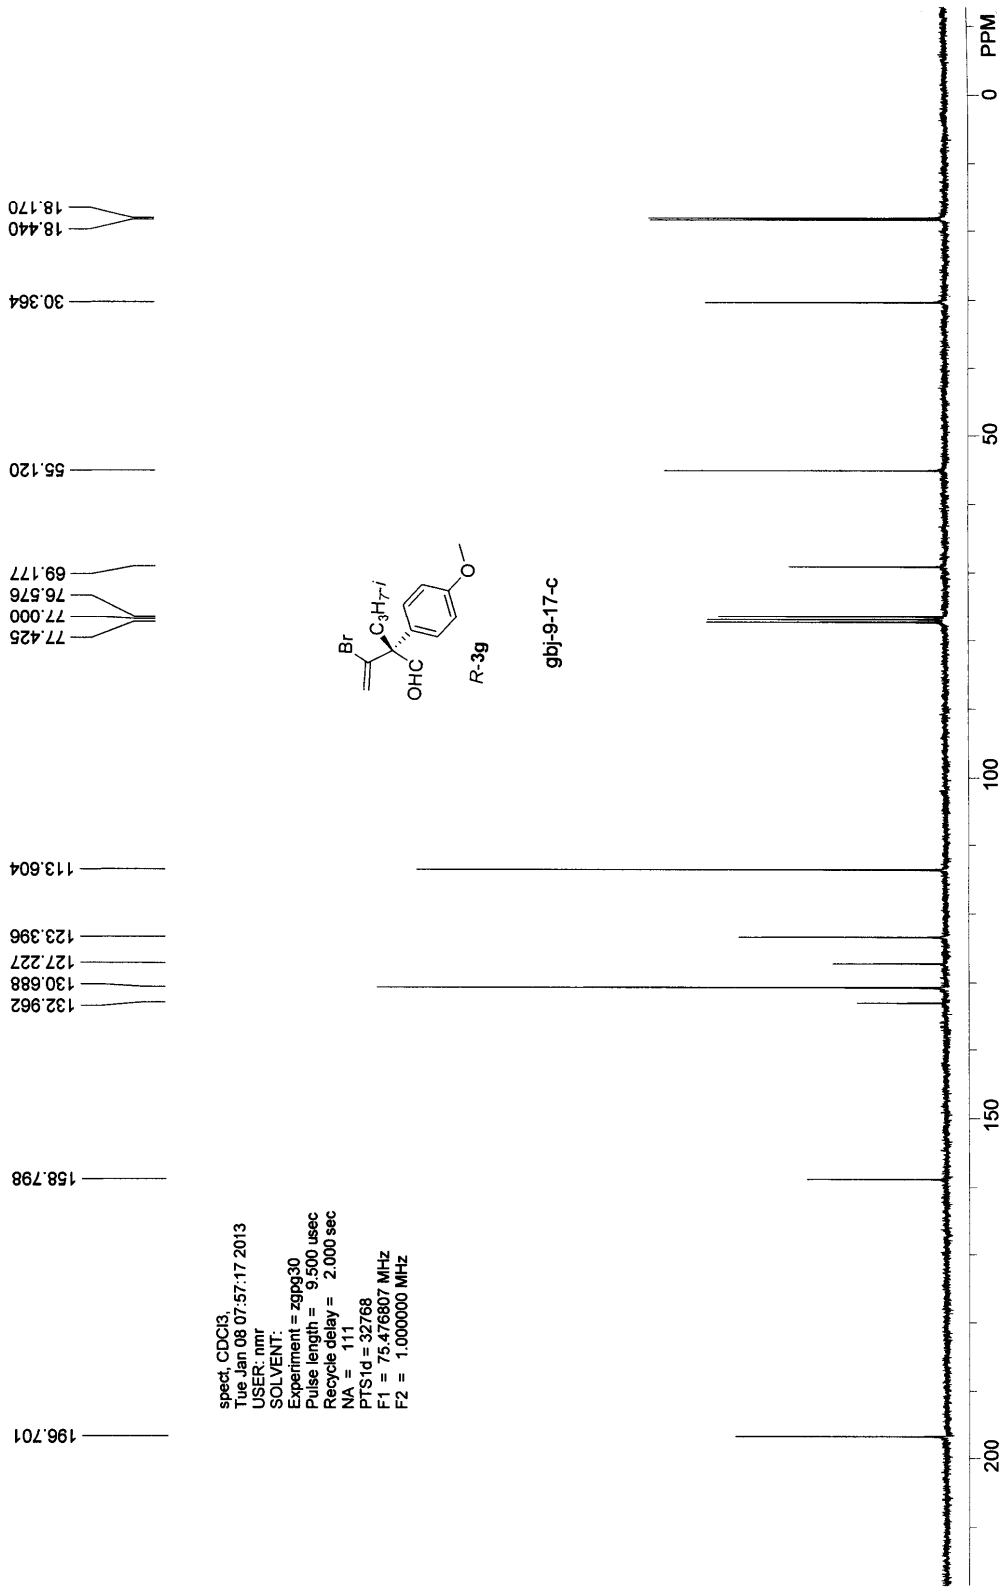 196.701
158.798
132.962
130.688
127.227
123.396
113.604
77.425
77.000
76.576
69.177
55.120
30.364
18.440
18.170
spect, CDCl3,
Tue Jan 08 07:57:17 2013
USER: nmr
SOLVENT:
Experiment = zgpg30
Pulse length = 9.500 usec
Recycle delay = 2.000 sec
NA = 111
PTS1d = 32768
F1 = 75.476807 MHz
F2 = 1.000000 MHz
Br
C3H7-i
OHC
O
R-3g
gbj-9-17-c
200
150
100
50
0
PPM